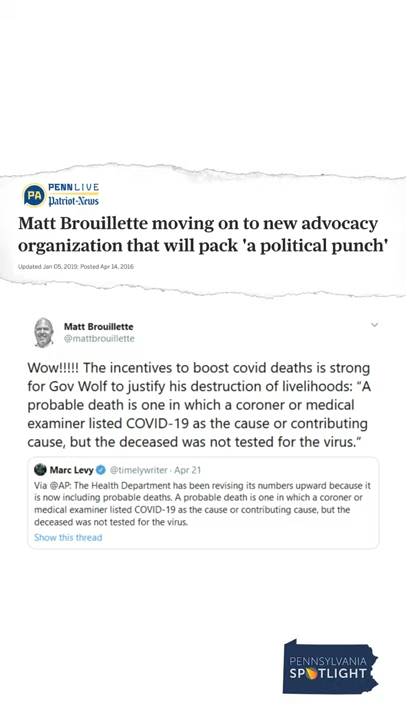 PA PENNLIVE
Patriot-News
Matt Brouillette moving on to new advocacy
organization that will pack 'a political punch'
Updated Jan 05, 2019; Posted Apr 14, 2016
Matt Brouillette
@mattbrouillette
Wow!!!!! The incentives to boost covid deaths is strong
for Gov Wolf to justify his destruction of livelihoods: “A
probable death is one in which a coroner or medical
examiner listed COVID-19 as the cause or contributing
cause, but the deceased was not tested for the virus.”
Marc Levy @timelywriter · Apr 21
Via @AP: The Health Department has been revising its numbers upward because it
is now including probable deaths. A probable death is one in which a coroner or
medical examiner listed COVID-19 as the cause or contributing cause, but the
deceased was not tested for the virus.
Show this thread
PENNSYLVANIA
SPOTLIGHT